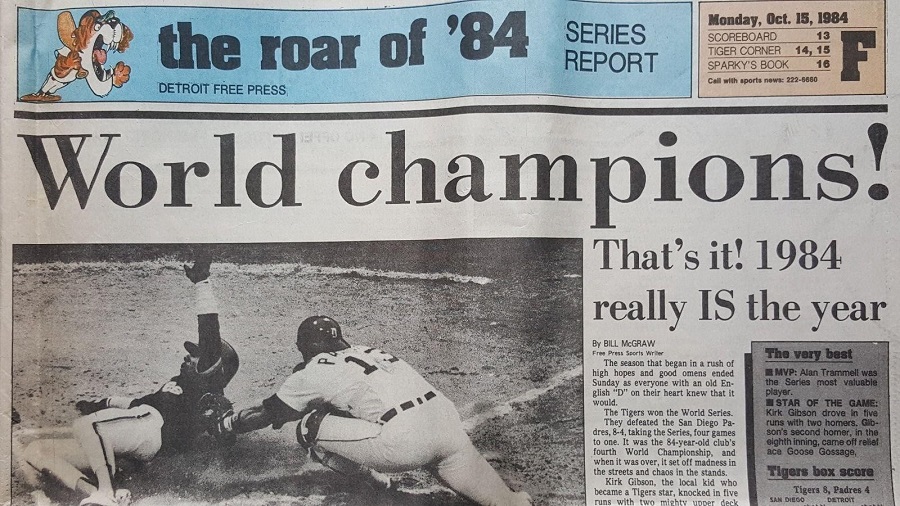 the roar of '84
SERIES
REPORT
DETROIT FREE PRESS
Monday, Oct. 15, 1984
SCOREBOARD 13
TIGER CORNER 14, 15
SPARKY'S BOOK 16
Call with sports news: 222-6660
F
World champions!
That's it! 1984
really IS the year
By BILL McGRAW
Free Press Sports Writer
The season that began in a rush of
high hopes and good omens ended
Sunday as everyone with an old En-
glish "D" on their heart knew that it
would.
The Tigers won the World Series.
They defeated the San Diego Pa-
dres, 8-4, taking the Series, four games
to one. It was the 84-year-old club's
fourth World Championship, and
when it was over, it set off madness in
the streets and chaos in the stands.
Kirk Gibson, the local kid who
became a Tigers star, knocked in five
runs with two mighty upper deck
The very best
■ MVP: Alan Trammell was
the Series most valuable
player.
■ STAR OF THE GAME:
Kirk Gibson drove in five
runs with two homers. Gib-
son's second homer, in the
eighth inning, came off relief
ace Goose Gossage.
Tigers box score
Tigers 8, Padres 4
SAN DIEGO DETROIT